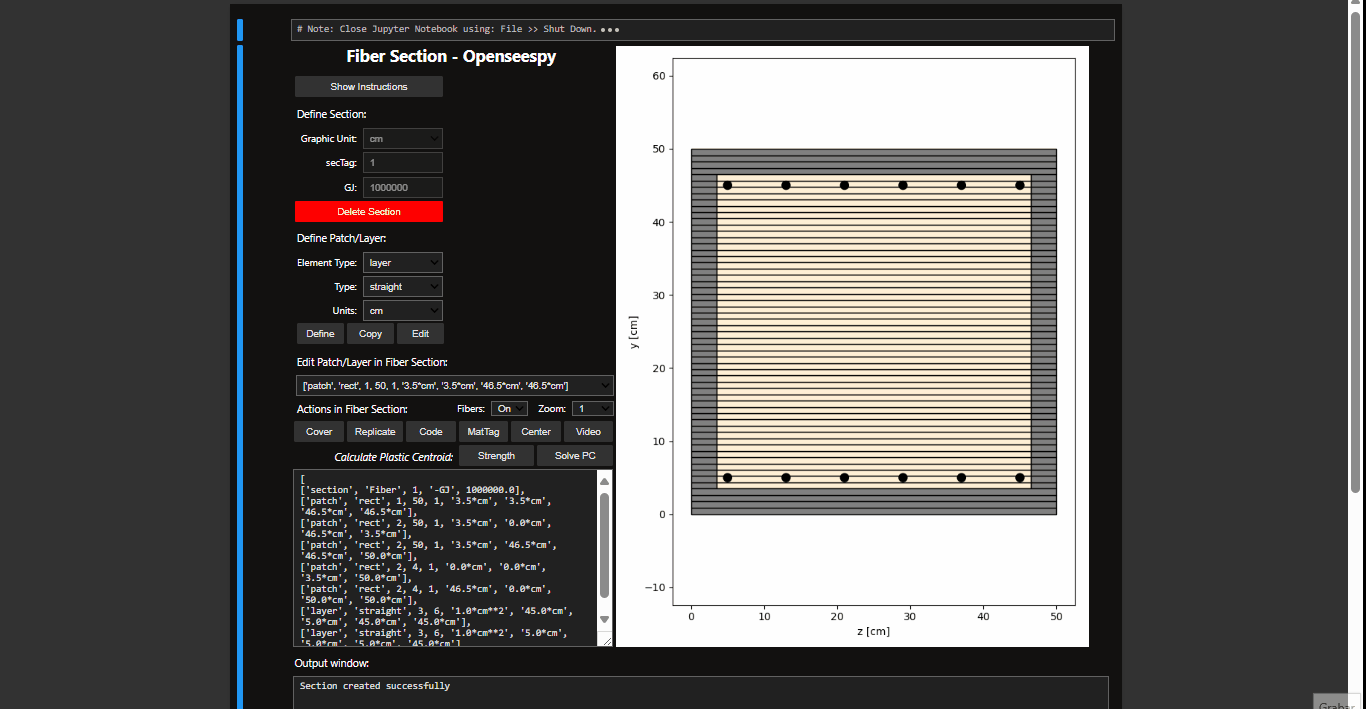 # Note: Close Jupyter Notebook using: File >> Shut Down. ●●●
Fiber Section - Openseespy
Show Instructions
Define Section:
Graphic Unit: cm
secTag: 1
GJ: 1000000
Delete Section
Define Patch/Layer:
Element Type: layer
Type: straight
Units: cm
Define Copy Edit
Edit Patch/Layer in Fiber Section:
['patch', 'rect', 1, 50, 1, '3.5*cm', '3.5*cm', '46.5*cm', '46.5*cm']
Actions in Fiber Section: Fibers: On Zoom: 1
Cover Replicate Code MatTag Center Video
Calculate Plastic Centroid: Strength Solve PC
[
['section', 'Fiber', 1, '-GJ', 1000000.0],
['patch', 'rect', 1, 50, 1, '3.5*cm', '3.5*cm',
'46.5*cm', '46.5*cm'],
['patch', 'rect', 2, 50, 1, '3.5*cm', '0.0*cm',
'46.5*cm', '3.5*cm'],
['patch', 'rect', 2, 50, 1, '3.5*cm', '46.5*cm',
'46.5*cm', '50.0*cm'],
['patch', 'rect', 2, 4, 1, '0.0*cm', '0.0*cm',
'3.5*cm', '50.0*cm'],
['patch', 'rect', 2, 4, 1, '46.5*cm', '0.0*cm',
'50.0*cm', '50.0*cm'],
['layer', 'straight', 3, 6, '1.0*cm**2', '45.0*cm',
'5.0*cm', '45.0*cm', '45.0*cm'],
['layer', 'straight', 3, 6, '1.0*cm**2', '5.0*cm',
'5.0*cm', '5.0*cm', '45.0*cm']
Output window:
Section created successfully
60
50
40
30
20
10
0
−10
y [cm]
0 10 20 30 40 50
z [cm]
Grabar